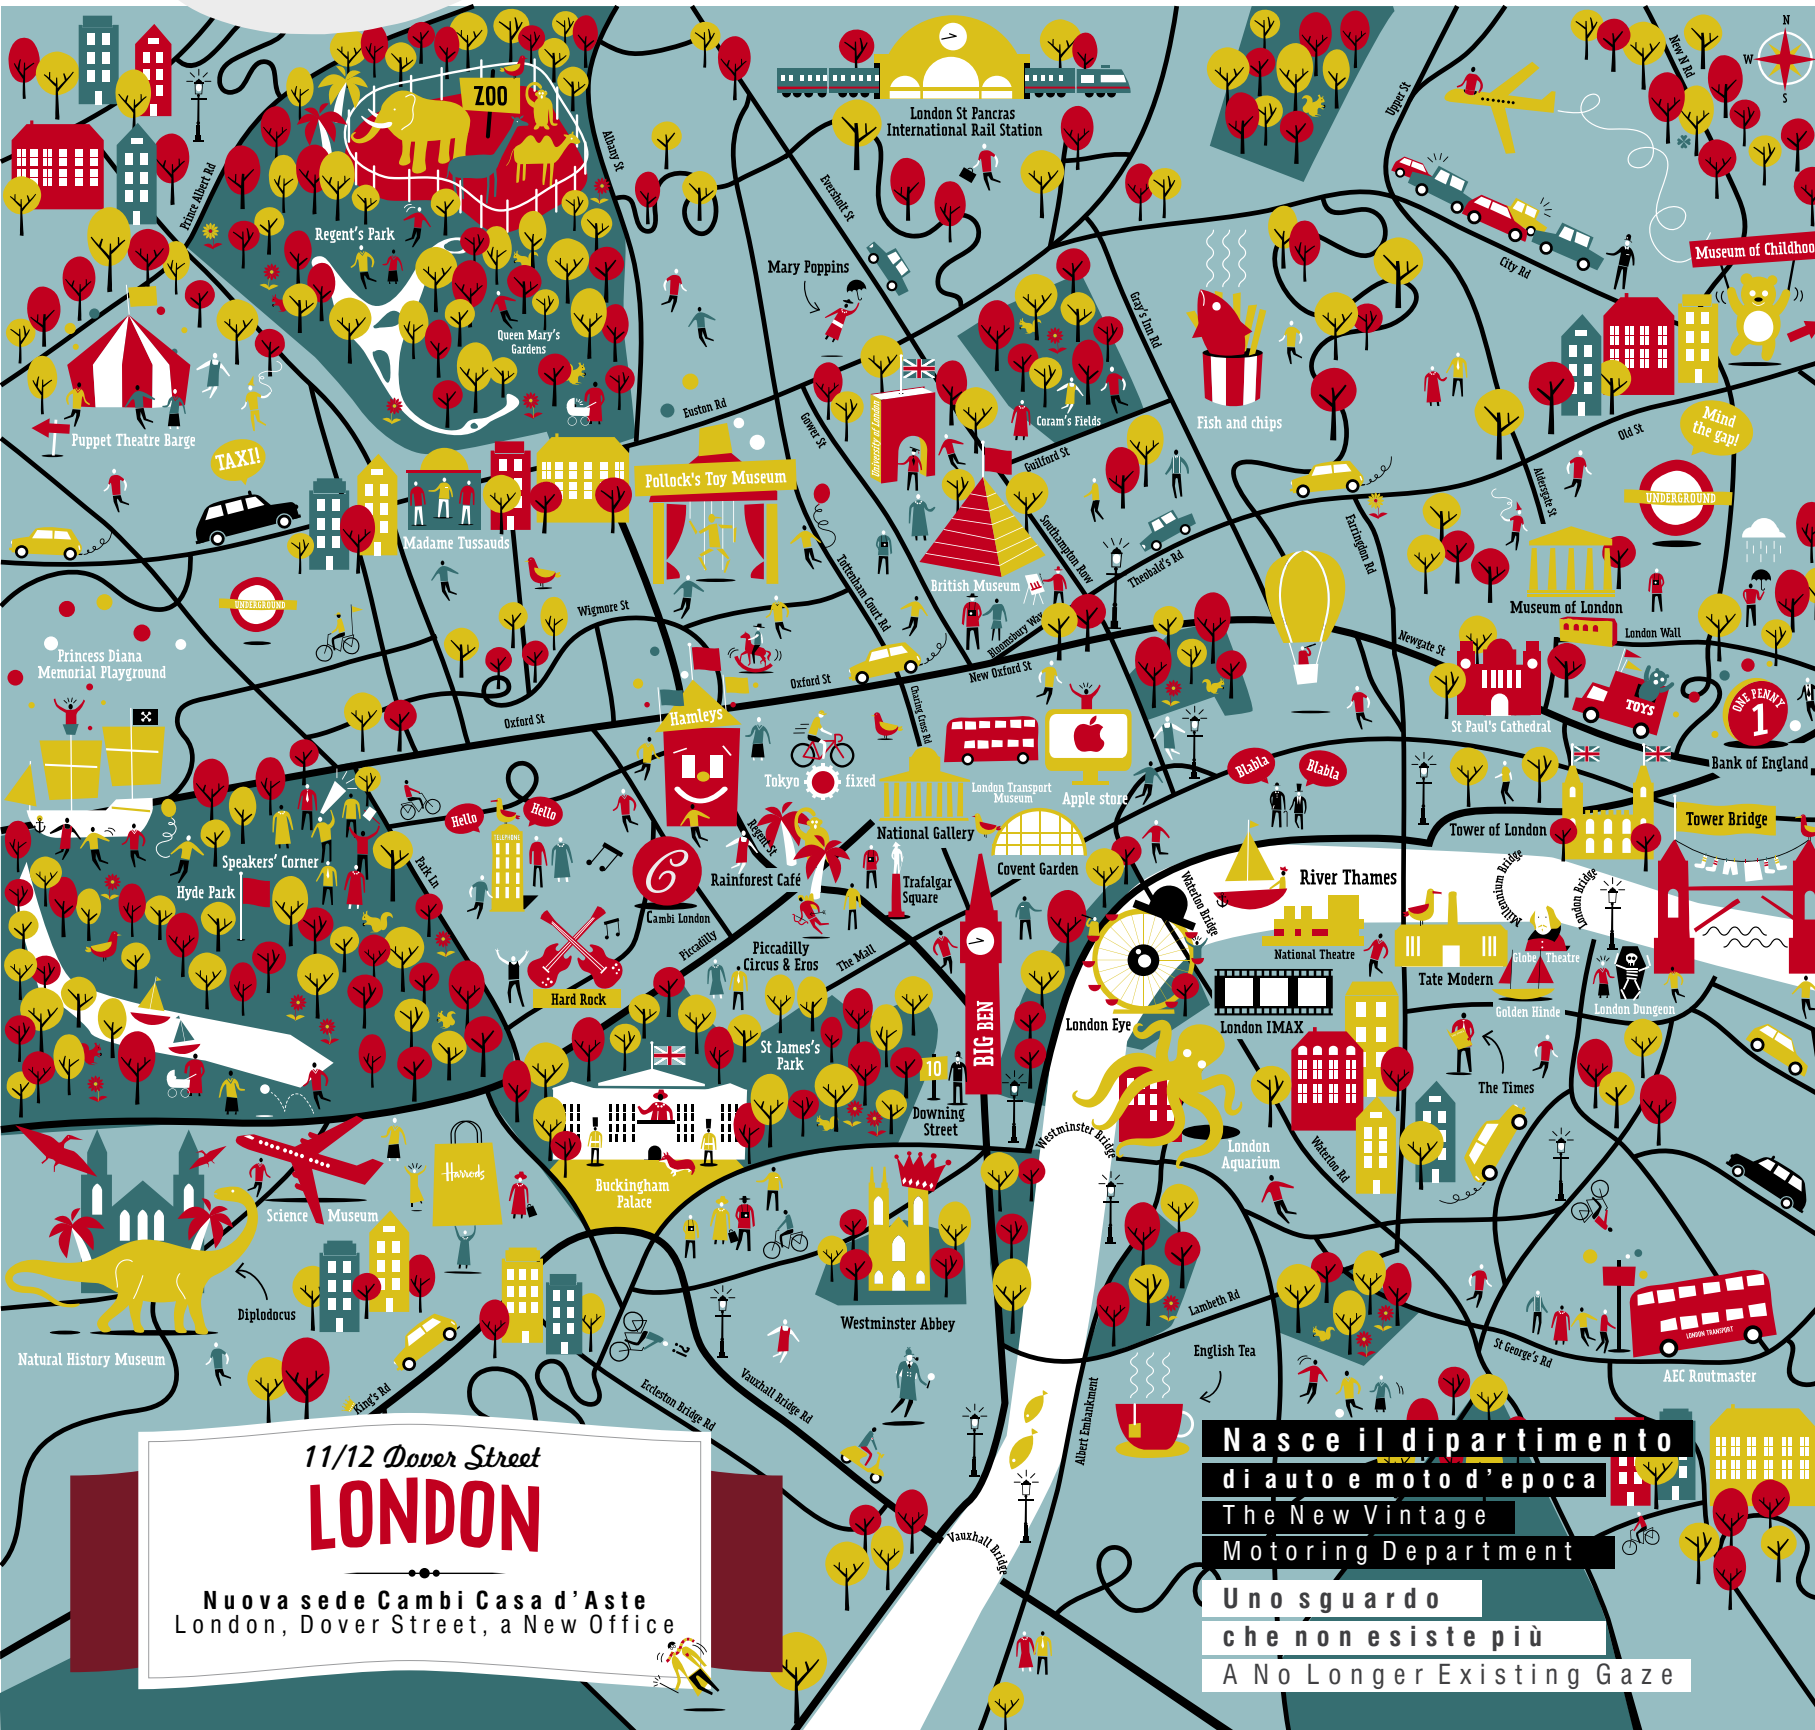 ZOO
London St Pancras
International Rail Station
Upper St
New N Rd
N
W
S
Albany St
Prince Albert Rd
Eversholt St
Regent's Park
Mary Poppins
City Rd
Museum of Childhoo
Queen Mary's
Gardens
Gray's Inn Rd
Euston Rd
Gower St
University of London
Coram's Fields
Fish and chips
Mind
the gap!
Old St
Puppet Theatre Barge
TAXI!
Guilford St
Pollock's Toy Museum
Aldersgate St
UNDERGROUND
Madame Tussauds
Southampton Row
Farringdon Rd
Tottenham Court Rd
Theobald's Rd
British Museum
UNDERGROUND
Wigmore St
Museum of London
Bloomsbury Way
Newgate St
London Wall
Princess Diana
Memorial Playground
New Oxford St
Oxford St
Charing Cross Rd
Oxford St
Hamleys
TOYS
ONE PENNY
1
St Paul's Cathedral
Bank of England
Blabla
Blabla
Tokyo fixed
London Transport
Museum
Apple store
Hello
Hello
TELEPHONE
National Gallery
Tower of London
Tower Bridge
Regent St
Speakers' Corner
Park Ln
Covent Garden
Hyde Park
C
Rainforest Café
Trafalgar
Square
River Thames
Waterloo Bridge
Millennium Bridge
London Bridge
Cambi London
Piccadilly
Piccadilly
Circus & Eros
The Mall
National Theatre
Globe Theatre
Tate Modern
Hard Rock
BIG BEN
London Eye
London IMAX
Golden Hinde
London Dungeon
St James's
Park
10
Downing
Street
The Times
Westminster Bridge
London
Aquarium
Waterloo Rd
Harrods
Buckingham
Palace
Science Museum
Diplodocus
Westminster Abbey
Lambeth Rd
LONDON TRANSPORT
Natural History Museum
English Tea
St George's Rd
AEC Routmaster
King's Rd
Eccleston Bridge Rd
Vauxhall Bridge Rd
Albert Embankment
Vauxhall Bridge
11/12 Dover Street
LONDON
Nuova sede Cambi Casa d'Aste
London, Dover Street, a New Office
Nasce il dipartimento
di auto e moto d'epoca
The New Vintage
Motoring Department
Uno sguardo
che non esiste più
A No Longer Existing Gaze